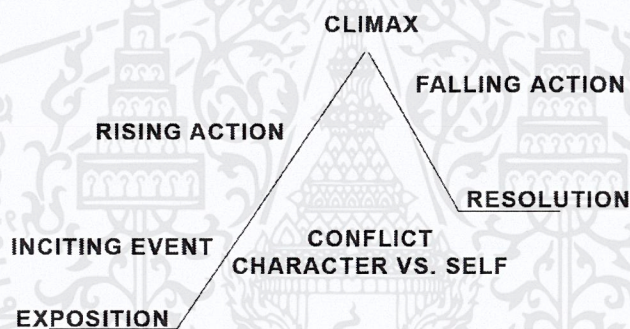 CLIMAX
FALLING ACTION
RISING ACTION
RESOLUTION
INCITING EVENT
CONFLICT
CHARACTER VS. SELF
EXPOSITION